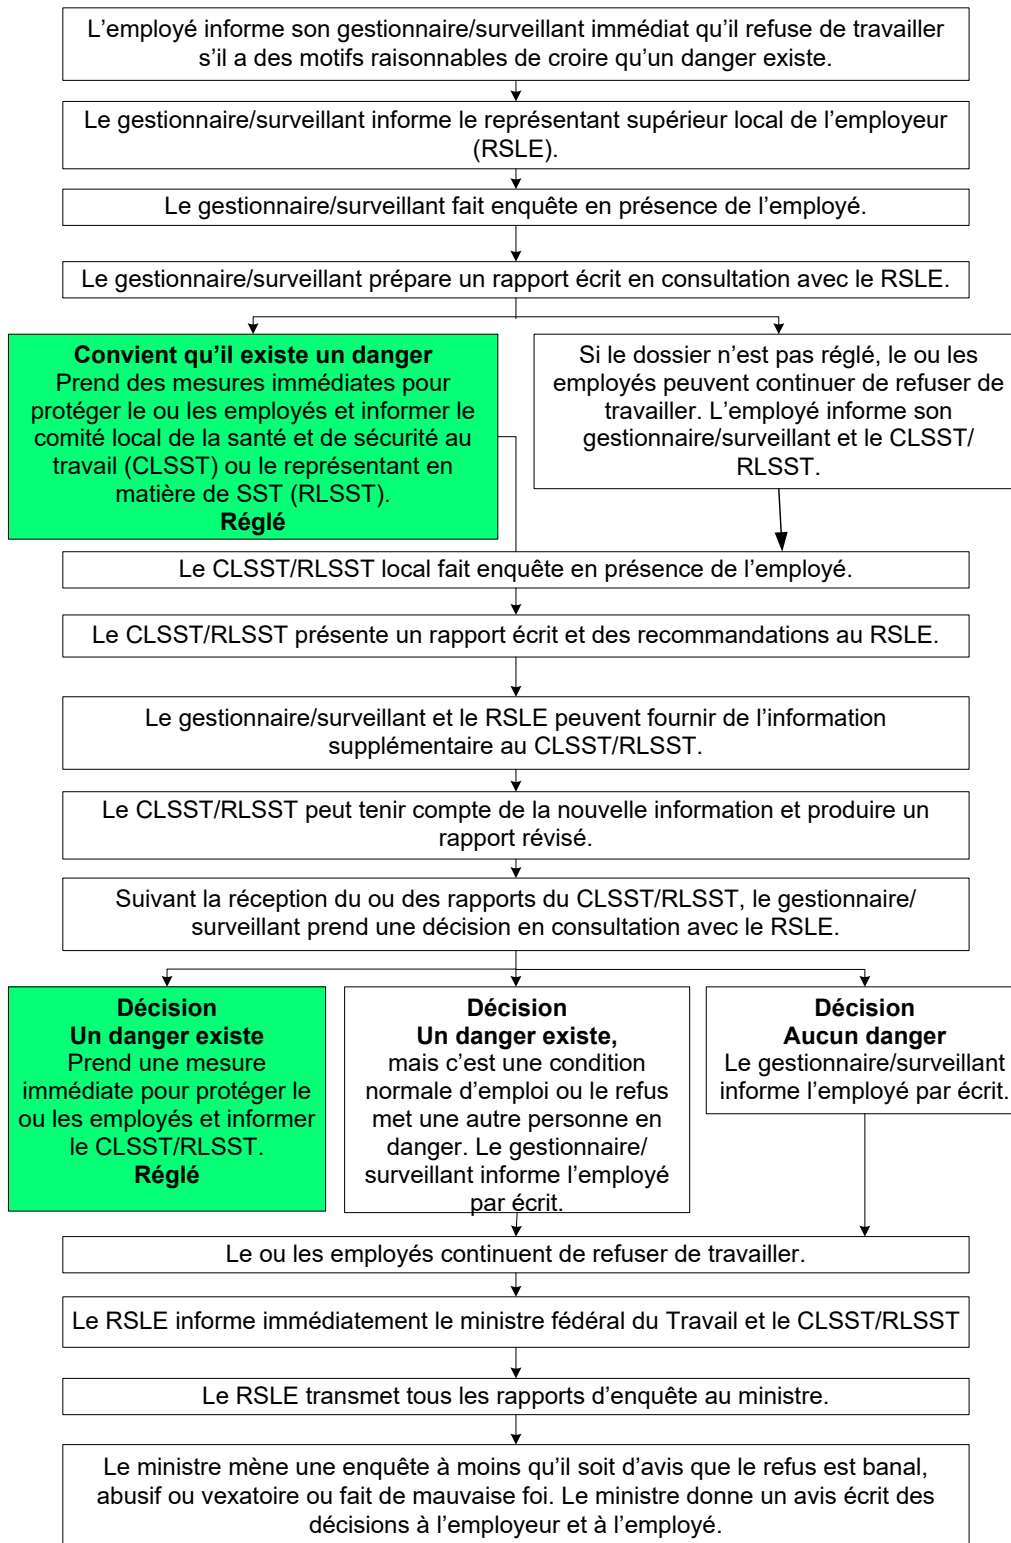 L'employé informe son gestionnaire/surveillant immédiat qu'il refuse de travailler
s'il a des motifs raisonnables de croire qu'un danger existe.
Le gestionnaire/surveillant informe le représentant supérieur local de l'employeur
(RSLE).
Le gestionnaire/surveillant fait enquête en présence de l'employé.
Le gestionnaire/surveillant prépare un rapport écrit en consultation avec le RSLE.
Convient qu'il existe un danger
Prend des mesures immédiates pour
protéger le ou les employés et informer le
comité local de la santé et de sécurité au
travail (CLSST) ou le représentant en
matière de SST (RLSST).
Réglé
Si le dossier n'est pas réglé, le ou les
employés peuvent continuer de refuser de
travailler. L'employé informe son
gestionnaire/surveillant et le CLSST/
RLSST.
Le CLSST/RLSST local fait enquête en présence de l'employé.
Le CLSST/RLSST présente un rapport écrit et des recommandations au RSLE.
Le gestionnaire/surveillant et le RSLE peuvent fournir de l'information
supplémentaire au CLSST/RLSST.
Le CLSST/RLSST peut tenir compte de la nouvelle information et produire un
rapport révisé.
Suivant la réception du ou des rapports du CLSST/RLSST, le gestionnaire/
surveillant prend une décision en consultation avec le RSLE.
Décision
Un danger existe
Prend une mesure
immédiate pour protéger le
ou les employés et informer
le CLSST/RLSST.
Réglé
Décision
Un danger existe,
mais c'est une condition
normale d'emploi ou le refus
met une autre personne en
danger. Le gestionnaire/
surveillant informe l'employé
par écrit.
Décision
Aucun danger
Le gestionnaire/surveillant
informe l'employé par écrit.
Le ou les employés continuent de refuser de travailler.
Le RSLE informe immédiatement le ministre fédéral du Travail et le CLSST/RLSST
Le RSLE transmet tous les rapports d'enquête au ministre.
Le ministre mène une enquête à moins qu'il soit d'avis que le refus est banal,
abusif ou vexatoire ou fait de mauvaise foi. Le ministre donne un avis écrit des
décisions à l'employeur et à l'employé.